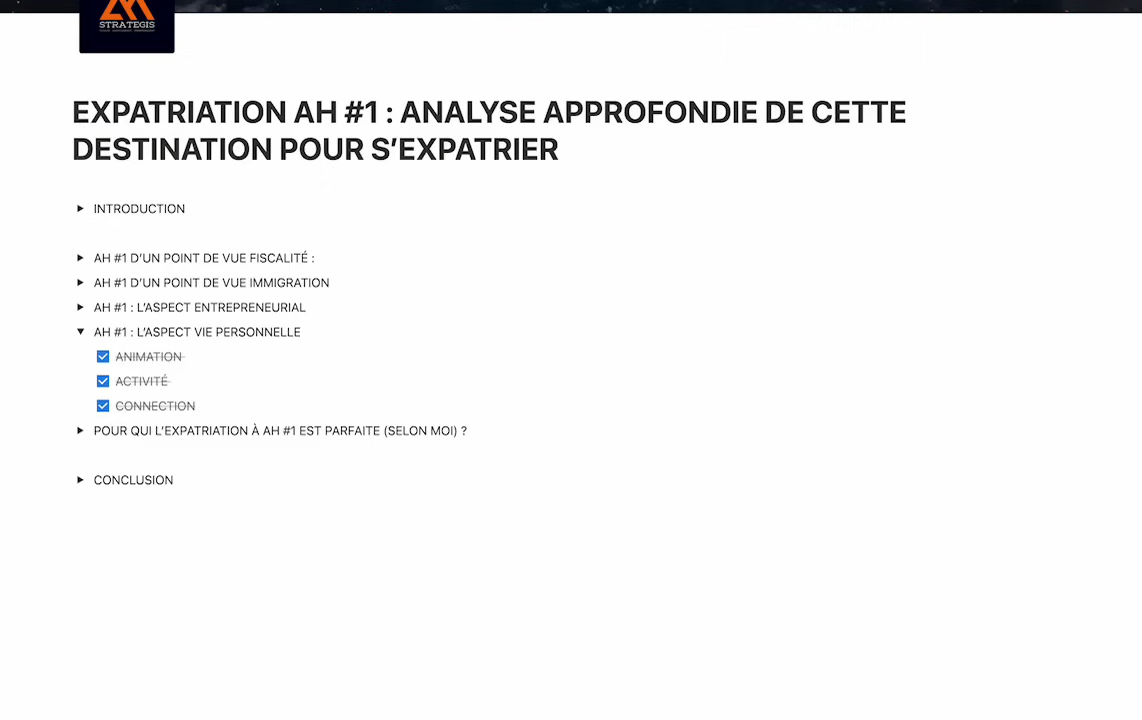 STRATEGIS
EXPATRIATION AH #1 : ANALYSE APPROFONDIE DE CETTE
DESTINATION POUR S’EXPATRIER
INTRODUCTION
AH #1 D’UN POINT DE VUE FISCALITÉ :
AH #1 D’UN POINT DE VUE IMMIGRATION
AH #1 : L’ASPECT ENTREPRENEURIAL
AH #1 : L’ASPECT VIE PERSONNELLE
ANIMATION
ACTIVITÉ
CONNECTION
POUR QUI L’EXPATRIATION À AH #1 EST PARFAITE (SELON MOI) ?
CONCLUSION